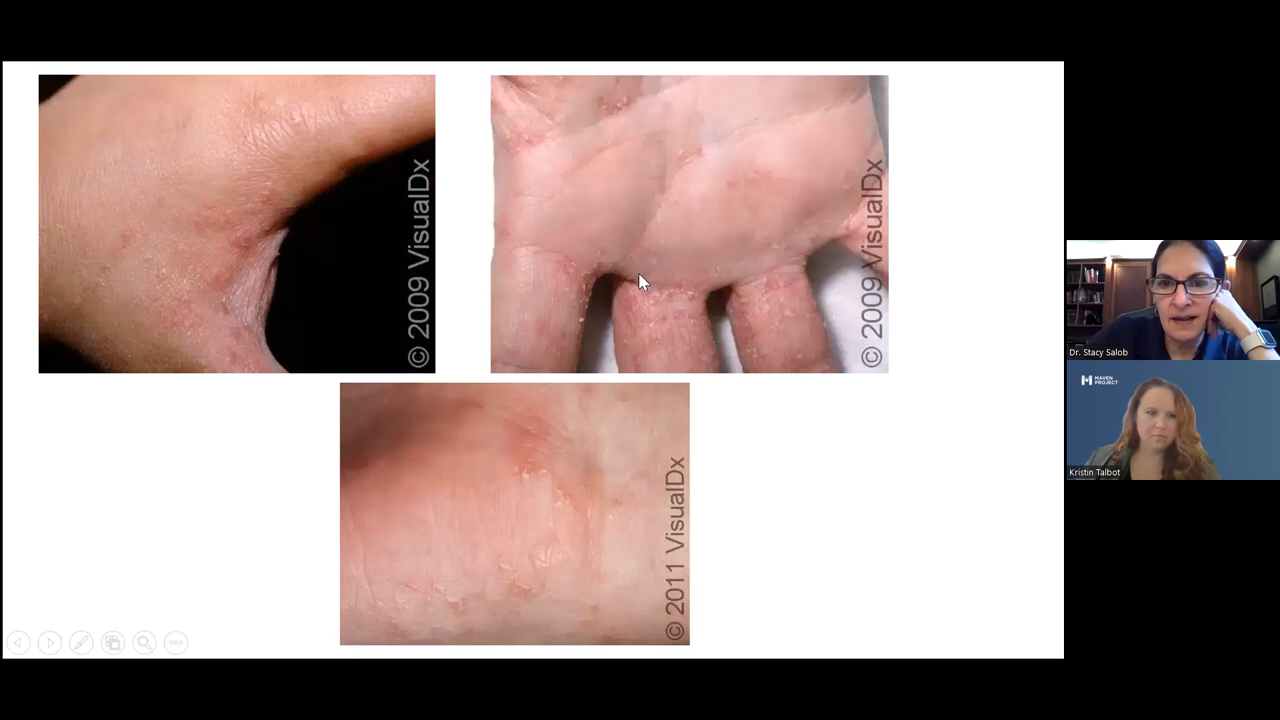 © 2009 VisualDx
© 2009 VisualDx
© 2011 VisualDx
Dr. Stacy Salob
MAVEN
PROJECT
Kristin Talbot